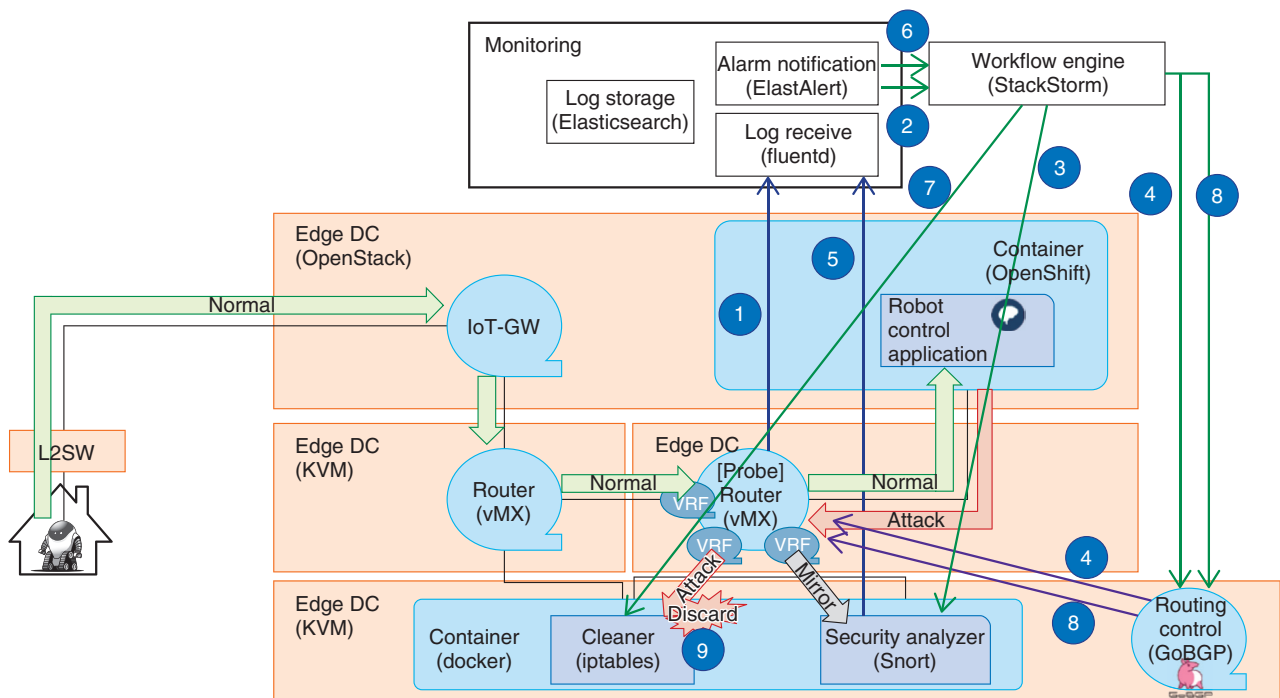 Monitoring
6
Alarm notification
(ElastAlert)
Workflow engine
(StackStorm)
Log storage
(Elasticsearch)
Log receive
(fluentd)
2
3
7
4
8
Edge DC
(OpenStack)
5
Container
(OpenShift)
Normal
IoT-GW
1
Robot
control
application
L2SW
Edge DC
(KVM)
Router
(vMX)
Normal
Edge DC
[Probe]
Router
(vMX)
VRF
VRF
VRF
Normal
Attack
4
8
Edge DC
(KVM)
Attack
Mirror
Discard
Container
(docker)
Cleaner
(iptables)
9
Security analyzer
(Snort)
Routing
control
(GoBGP)
GoBGP